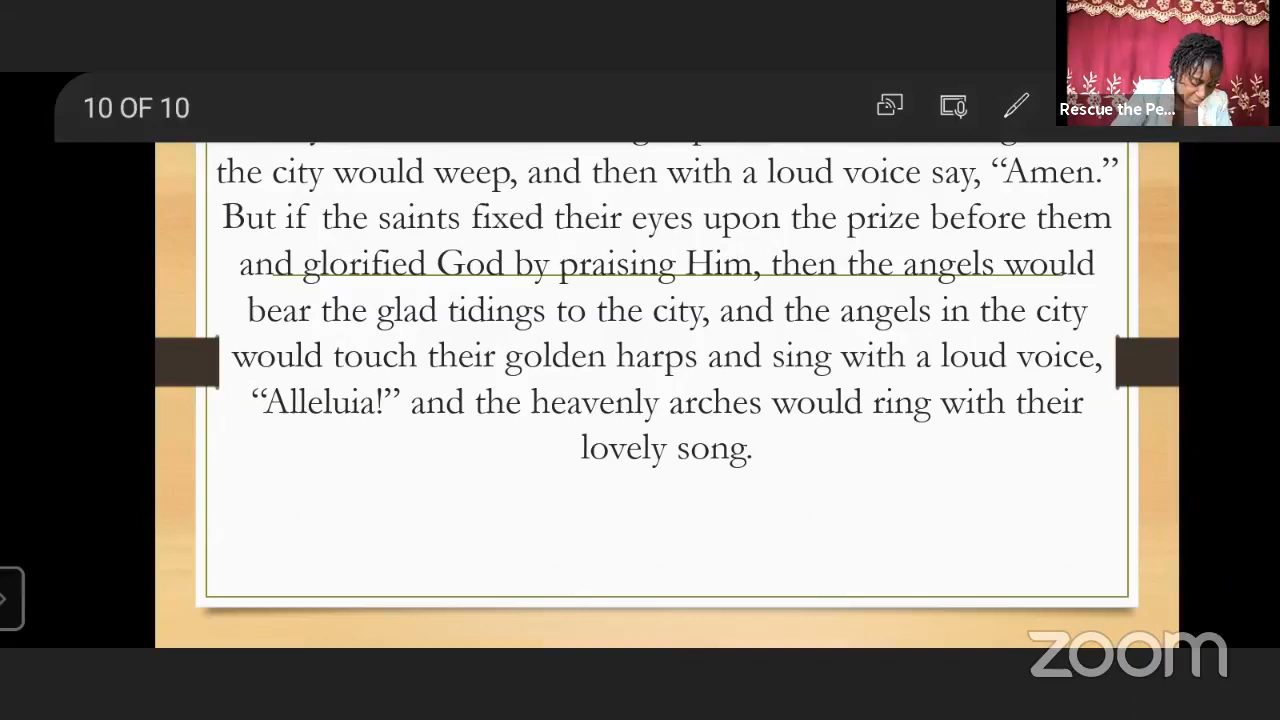 10 OF 10
Rescue the Pe...
the city would weep, and then with a loud voice say, “Amen.”
But if the saints fixed their eyes upon the prize before them
and glorified God by praising Him, then the angels would
bear the glad tidings to the city, and the angels in the city
would touch their golden harps and sing with a loud voice,
“Alleluia!” and the heavenly arches would ring with their
lovely song.
zoom